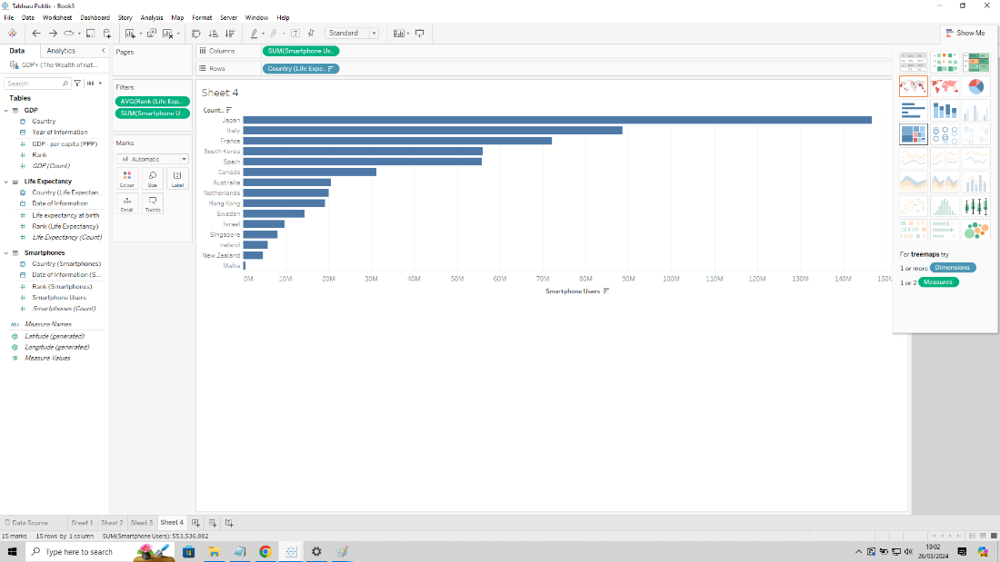 Tableau Public - Book3
File Data Worksheet Dashboard Story Analysis Map Format Server Window Help
Standard
Show Me
Data Analytics
GDP+ (The Wealth of nat...
Search
Tables
GDP
Country
Year of Information
GDP - per capita (PPP)
Rank
GDP (Count)
Life Expectancy
Country (Life Expectan...
Date of Information
Life expectancy at birth
Rank (Life Expectancy)
Life Expectancy (Count)
Smartphones
Country (Smartphones)
Date of Information (S...
Rank (Smartphones)
Smartphone Users
Smartphones (Count)
Abc Measure Names
Latitude (generated)
Longitude (generated)
Measure Values
Pages
Filters
AVG(Rank (Life Exp..
SUM(Smartphone U..
Marks
Automatic
Colour Size Label
Detail Tooltip
Columns SUM(Smartphone Us..
Rows Country (Life Expe..
Sheet 4
Count..
Japan
Italy
France
South Korea
Spain
Canada
Australia
Netherlands
Hong Kong
Sweden
Israel
Singapore
Ireland
New Zealand
Malta
0M 10M 20M 30M 40M 50M 60M 70M 80M 90M 100M 110M 120M 130M 140M 150M
Smartphone Users
For treemaps try
1 or more Dimensions
1 or 2 Measures
Data Source Sheet 1 Sheet 2 Sheet 3 Sheet 4
15 marks 15 rows by 1 column SUM(Smartphone Users): 553,536,882
Type here to search
18:02
26/03/2024